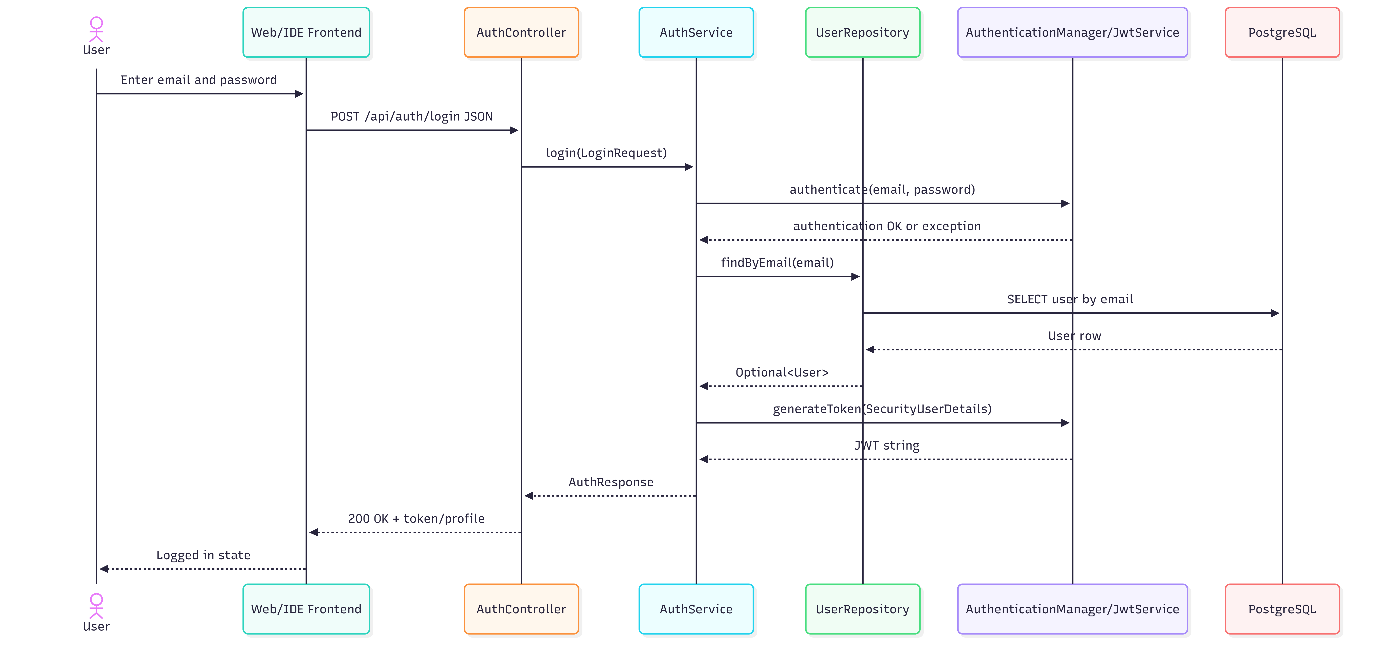 User
Web/IDE Frontend
AuthController
AuthService
UserRepository
AuthenticationManager/JwtService
PostgreSQL
Enter email and password
POST /api/auth/login JSON
login(LoginRequest)
authenticate(email, password)
authentication OK or exception
findByEmail(email)
SELECT user by email
User row
Optional<User>
generateToken(SecurityUserDetails)
JWT string
AuthResponse
200 OK + token/profile
Logged in state
User
Web/IDE Frontend
AuthController
AuthService
UserRepository
AuthenticationManager/JwtService
PostgreSQL